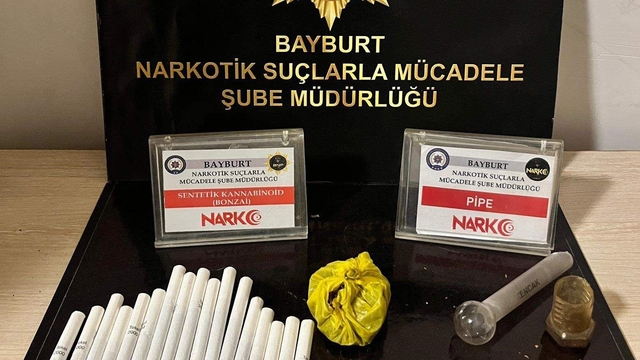 BAYBURT
NARKOTİK SUÇLARLA MÜCADELE
ŞUBE MÜDÜRLÜĞÜ
BAYBURT
NARKOTİK SUÇLARLA
MÜCADELE ŞUBE MÜDÜRLÜĞÜ
SENTETİK KANNABİNOİD
(BONZAİ)
NARKO
BAYBURT
NARKOTİK SUÇLARLA
MÜCADELE ŞUBE MÜDÜRLÜĞÜ
PİPE
NARKO